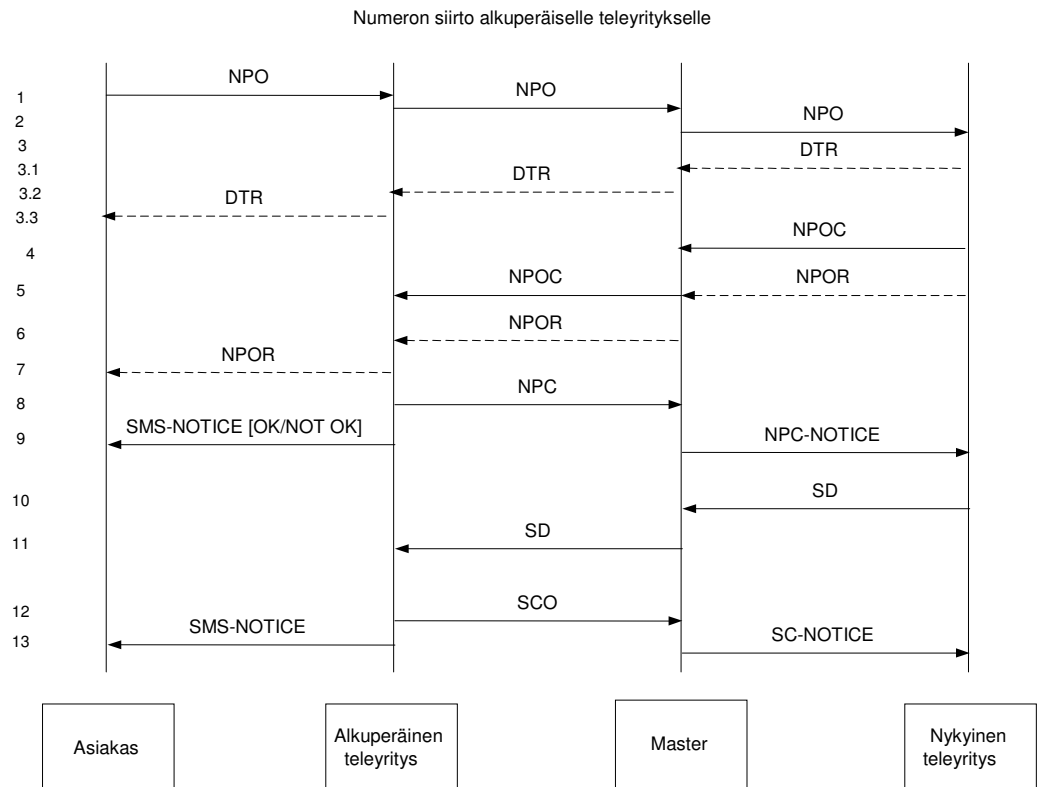 Numeron siirto alkuperäiselle teleyritykselle
NPO
1
NPO
2
NPO
3
DTR
3.1
DTR
3.2
DTR
3.3
NPOC
4
NPOC
NPOR
5
NPOR
6
NPOR
7
NPC
8
SMS-NOTICE [OK/NOT OK]
NPC-NOTICE
9
SD
10
SD
11
SCO
12
SMS-NOTICE
SC-NOTICE
13
Asiakas
Alkuperäinen
teleyritys
Master
Nykyinen
teleyritys